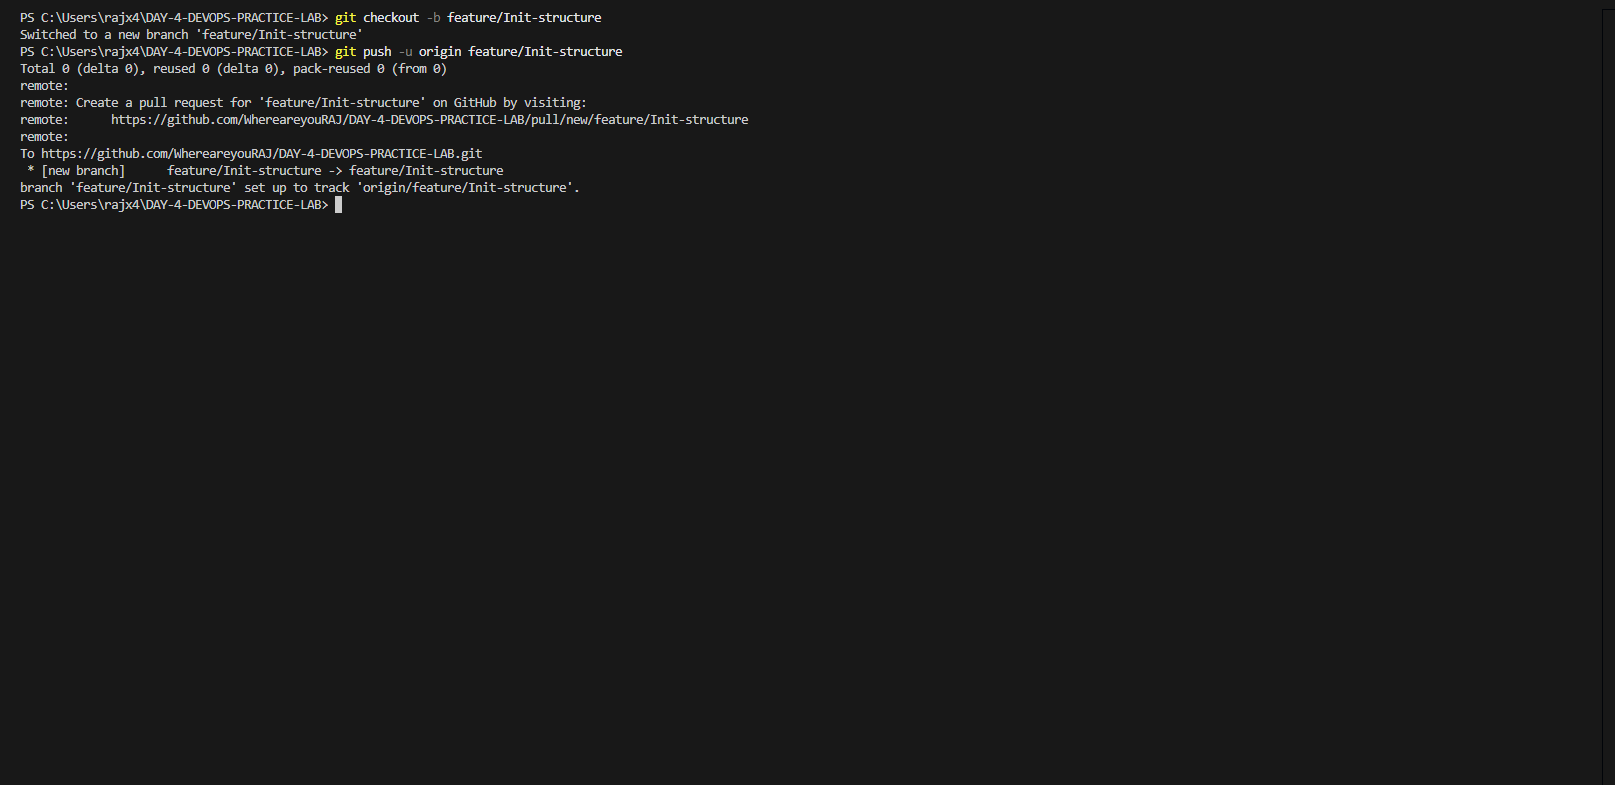 PS C:\Users\rajx4\DAY-4-DEVOPS-PRACTICE-LAB> git checkout -b feature/Init-structure
Switched to a new branch 'feature/Init-structure'
PS C:\Users\rajx4\DAY-4-DEVOPS-PRACTICE-LAB> git push -u origin feature/Init-structure
Total 0 (delta 0), reused 0 (delta 0), pack-reused 0 (from 0)
remote:
remote: Create a pull request for 'feature/Init-structure' on GitHub by visiting:
remote:      https://github.com/WhereareyouRAJ/DAY-4-DEVOPS-PRACTICE-LAB/pull/new/feature/Init-structure
remote:
To https://github.com/WhereareyouRAJ/DAY-4-DEVOPS-PRACTICE-LAB.git
 * [new branch]      feature/Init-structure -> feature/Init-structure
branch 'feature/Init-structure' set up to track 'origin/feature/Init-structure'.
PS C:\Users\rajx4\DAY-4-DEVOPS-PRACTICE-LAB>